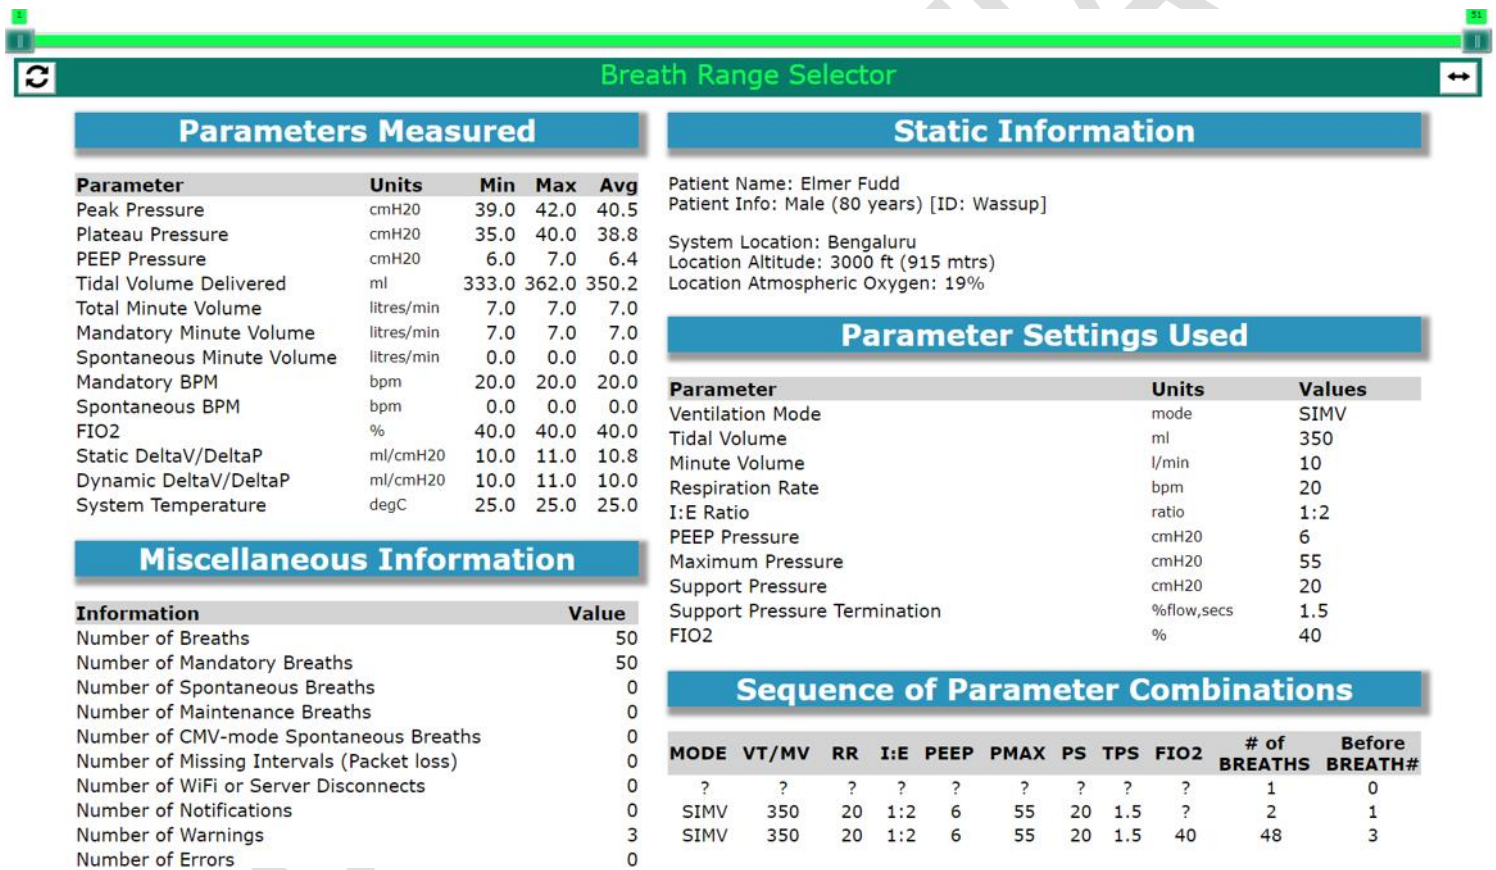 1
51
Breath Range Selector
Parameters Measured
Parameter Units Min Max Avg
Peak Pressure cmH20 39.0 42.0 40.5
Plateau Pressure cmH20 35.0 40.0 38.8
PEEP Pressure cmH20 6.0 7.0 6.4
Tidal Volume Delivered ml 333.0 362.0 350.2
Total Minute Volume litres/min 7.0 7.0 7.0
Mandatory Minute Volume litres/min 7.0 7.0 7.0
Spontaneous Minute Volume litres/min 0.0 0.0 0.0
Mandatory BPM bpm 20.0 20.0 20.0
Spontaneous BPM bpm 0.0 0.0 0.0
FIO2 % 40.0 40.0 40.0
Static DeltaV/DeltaP ml/cmH20 10.0 11.0 10.8
Dynamic DeltaV/DeltaP ml/cmH20 10.0 11.0 10.0
System Temperature degC 25.0 25.0 25.0
Miscellaneous Information
Information Value
Number of Breaths 50
Number of Mandatory Breaths 50
Number of Spontaneous Breaths 0
Number of Maintenance Breaths 0
Number of CMV-mode Spontaneous Breaths 0
Number of Missing Intervals (Packet loss) 0
Number of WiFi or Server Disconnects 0
Number of Notifications 0
Number of Warnings 3
Number of Errors 0
Static Information
Patient Name: Elmer Fudd
Patient Info: Male (80 years) [ID: Wassup]
System Location: Bengaluru
Location Altitude: 3000 ft (915 mtrs)
Location Atmospheric Oxygen: 19%
Parameter Settings Used
Parameter Units Values
Ventilation Mode mode SIMV
Tidal Volume ml 350
Minute Volume l/min 10
Respiration Rate bpm 20
I:E Ratio ratio 1:2
PEEP Pressure cmH20 6
Maximum Pressure cmH20 55
Support Pressure cmH20 20
Support Pressure Termination %flow,secs 1.5
FIO2 % 40
Sequence of Parameter Combinations
MODE VT/MV RR I:E PEEP PMAX PS TPS FIO2 # of BREATHS Before BREATH#
? ? ? ? ? ? ? ? ? 1 0
SIMV 350 20 1:2 6 55 20 1.5 ? 2 1
SIMV 350 20 1:2 6 55 20 1.5 40 48 3